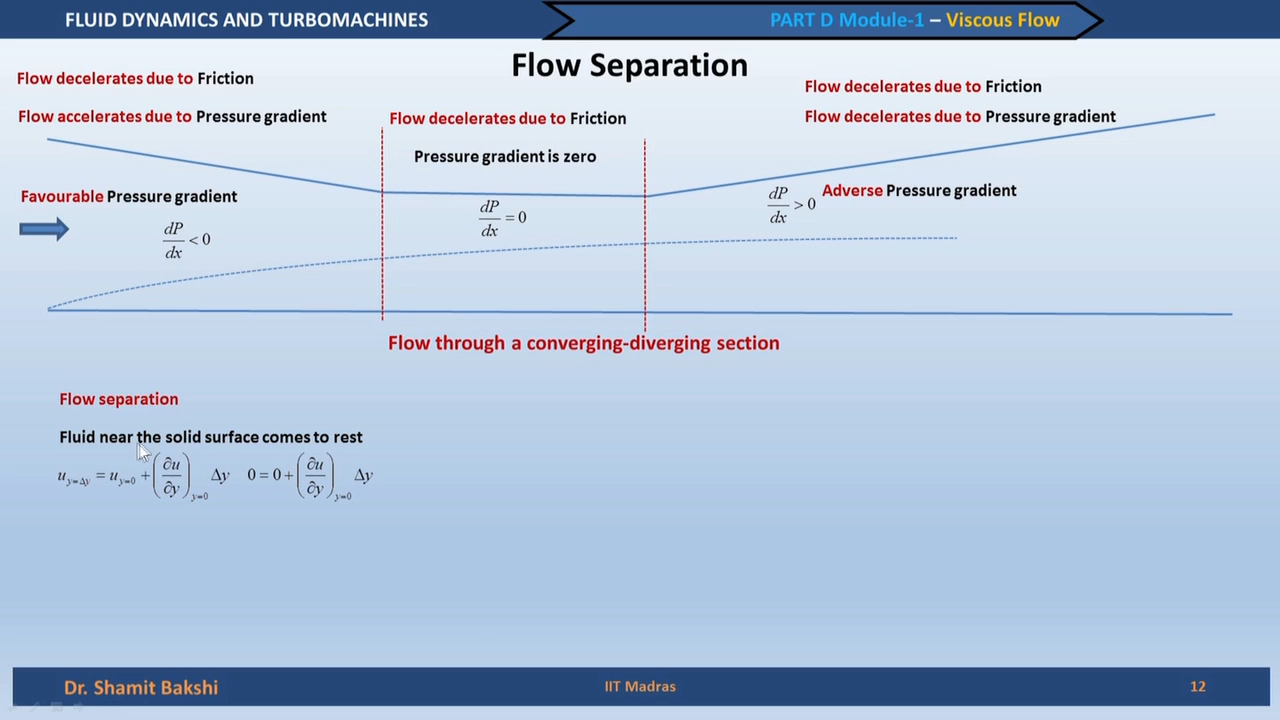 FLUID DYNAMICS AND TURBOMACHINES
PART D Module-1 – Viscous Flow
Flow Separation
Flow decelerates due to Friction
Flow accelerates due to Pressure gradient
Flow decelerates due to Friction
Pressure gradient is zero
Flow decelerates due to Friction
Flow decelerates due to Pressure gradient
Favourable Pressure gradient
dP/dx < 0
dP/dx = 0
dP/dx > 0
Adverse Pressure gradient
Flow through a converging-diverging section
Flow separation
Fluid near the solid surface comes to rest
u_{y=Δy} = u_{y=0} + (∂u/∂y)_{y=0} Δy 0 = 0 + (∂u/∂y)_{y=0} Δy
Dr. Shamit Bakshi
IIT Madras
12